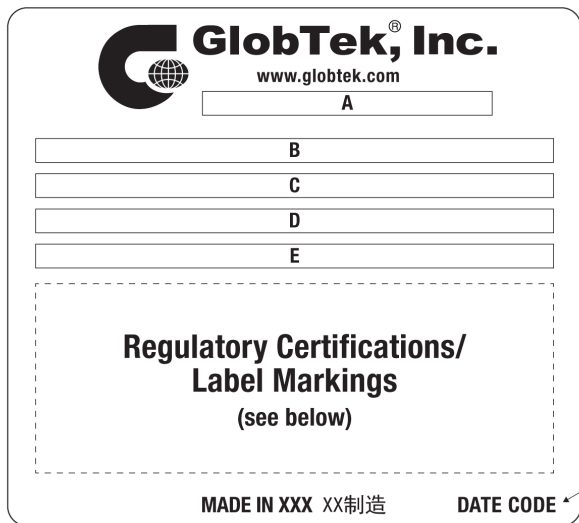 GlobTek,® Inc.
www.globtek.com
A
B
C
D
E
Regulatory Certifications/
Label Markings
(see below)
MADE IN XXX XX制造 DATE CODE